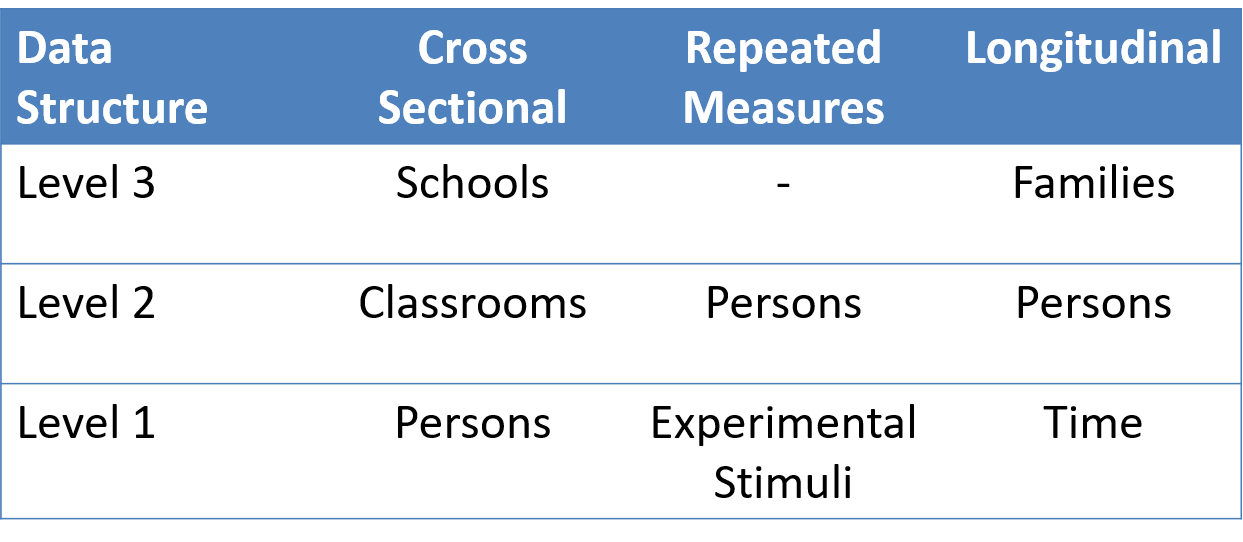 Data Structure Cross Sectional Repeated Measures Longitudinal
Level 3 Schools - Families
Level 2 Classrooms Persons Persons
Level 1 Persons Experimental Stimuli Time